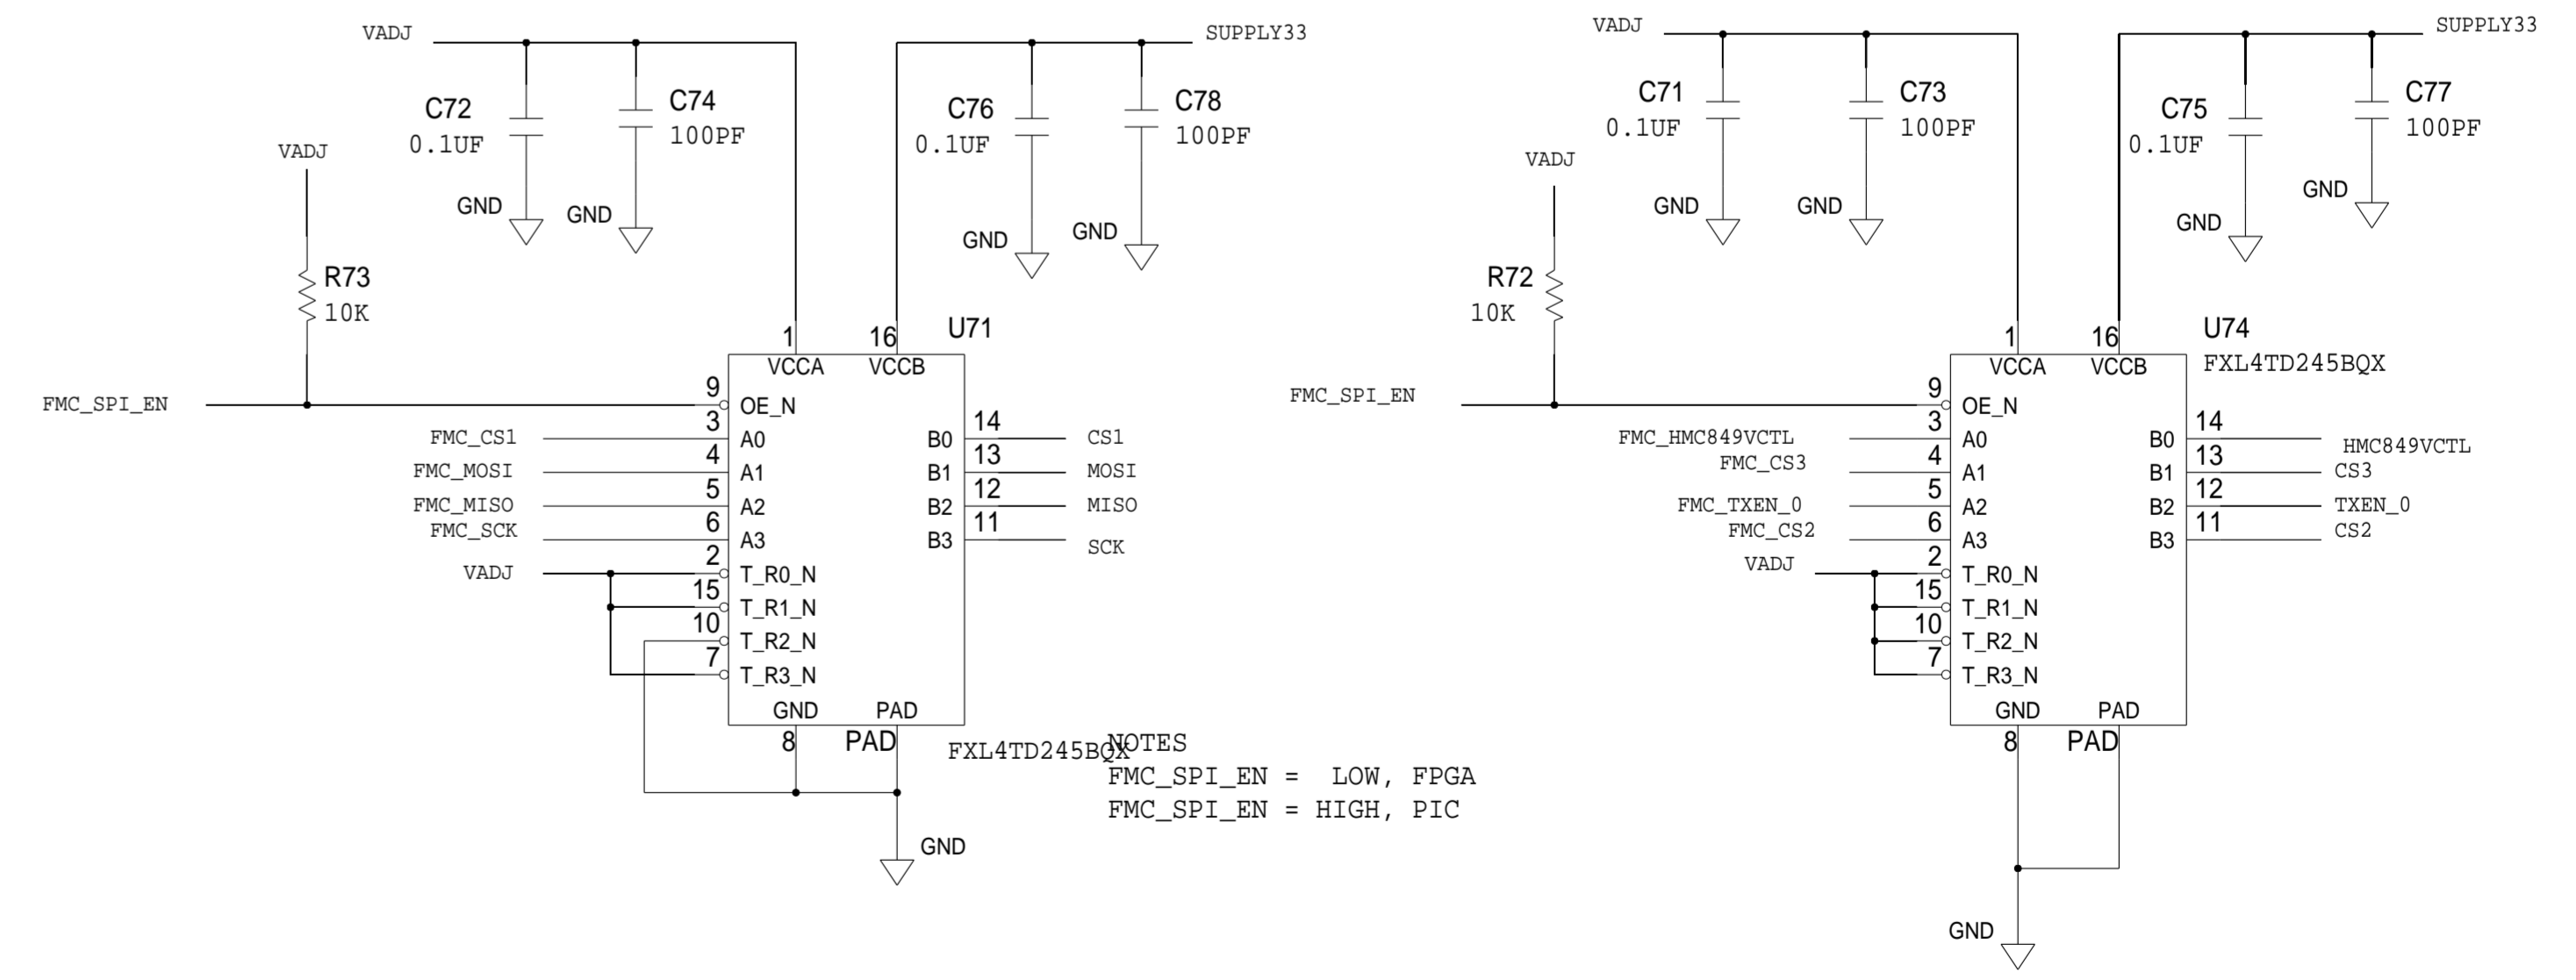 VADJ
SUPPLY33
C72
0.1UF
C74
100PF
C76
0.1UF
C78
100PF
GND
GND
GND
GND
VADJ
R73
10K
U71
1
16
VCCA
VCCB
FMC_SPI_EN
9
OE_N
FMC_CS1
3
A0
B0
14
CS1
FMC_MOSI
4
A1
B1
13
MOSI
FMC_MISO
5
A2
B2
12
MISO
FMC_SCK
6
A3
B3
11
SCK
VADJ
2
T_R0_N
15
T_R1_N
10
T_R2_N
7
T_R3_N
GND
PAD
8
PAD
FXL4TD245BQX
GND
NOTES
FMC_SPI_EN = LOW, FPGA
FMC_SPI_EN = HIGH, PIC
VADJ
SUPPLY33
C71
0.1UF
C73
100PF
C75
0.1UF
C77
100PF
GND
GND
GND
GND
VADJ
R72
10K
U74
FXL4TD245BQX
1
16
VCCA
VCCB
FMC_SPI_EN
9
OE_N
FMC_HMC849VCTL
3
A0
B0
14
HMC849VCTL
FMC_CS3
4
A1
B1
13
CS3
FMC_TXEN_0
5
A2
B2
12
TXEN_0
FMC_CS2
6
A3
B3
11
CS2
VADJ
2
T_R0_N
15
T_R1_N
10
T_R2_N
7
T_R3_N
GND
PAD
8
PAD
GND